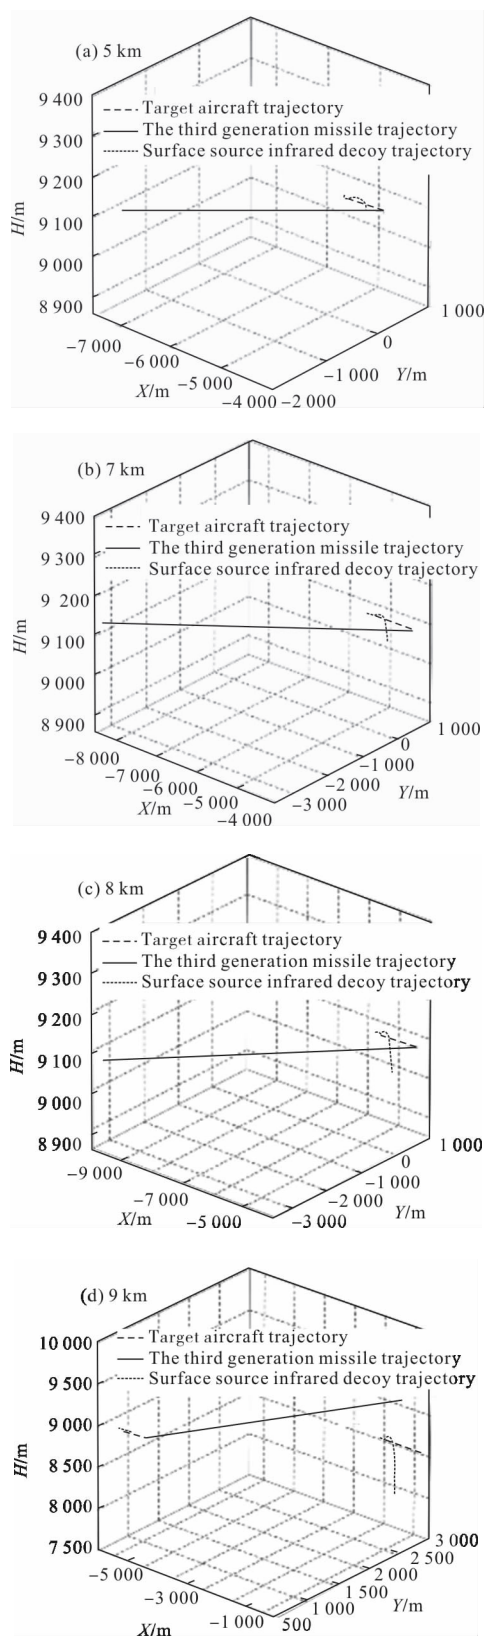 (a) 5 km
9 400
Target aircraft trajectory
The third generation missile trajectory
9 300
Surface source infrared decoy trajectory
9 200
H/m
9 100
9 000
8 900
1 000
−7 000
0
−6 000
−1 000
Y/m
X/m
−5 000
−4 000
−2 000
(b) 7 km
9 400
Target aircraft trajectory
The third generation missile trajectory
9 300
Surface source infrared decoy trajectory
9 200
H/m
9 100
9 000
8 900
1 000
0
−8 000
−1 000
−7 000
−2 000
−6 000
Y/m
X/m
−5 000
−3 000
−4 000
(c) 8 km
9 400
Target aircraft trajectory
The third generation missile trajectory
9 300
Surface source infrared decoy trajectory
9 200
H/m
9 100
9 000
8 900
1 000
0
−9 000
−1 000
−7 000
−2 000
Y/m
X/m
−5 000
−3 000
(d) 9 km
10 000
Target aircraft trajectory
The third generation missile trajectory
9 500
Surface source infrared decoy trajectory
9 000
H/m
8 500
8 000
7 500
3 000
2 500
−5 000
2 000
−3 000
1 500
Y/m
1 000
X/m
−1 000
500